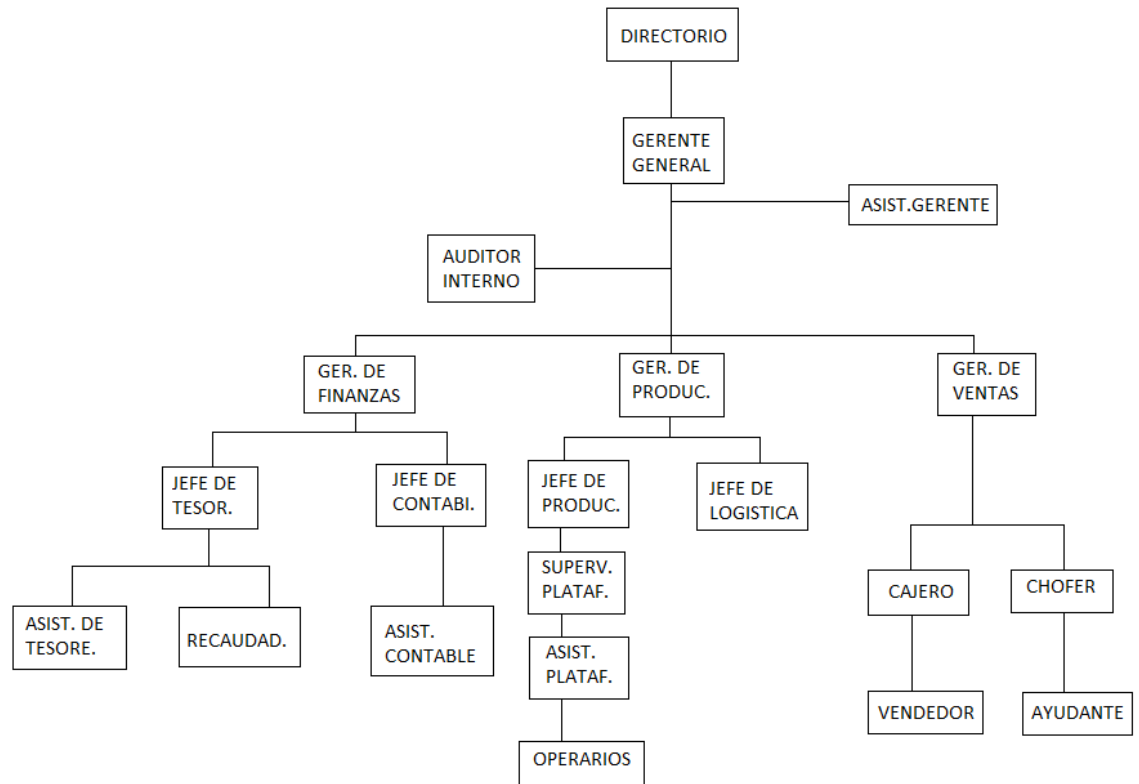 DIRECTORIO
GERENTE
GENERAL
ASIST.GERENTE
AUDITOR
INTERNO
GER. DE
FINANZAS
GER. DE
PRODUC.
GER. DE
VENTAS
JEFE DE
TESOR.
JEFE DE
CONTABI.
JEFE DE
PRODUC.
JEFE DE
LOGISTICA
SUPERV.
PLATAF.
CAJERO
CHOFER
ASIST. DE
TESORE.
RECAUDAD.
ASIST.
CONTABLE
ASIST.
PLATAF.
VENDEDOR
AYUDANTE
OPERARIOS